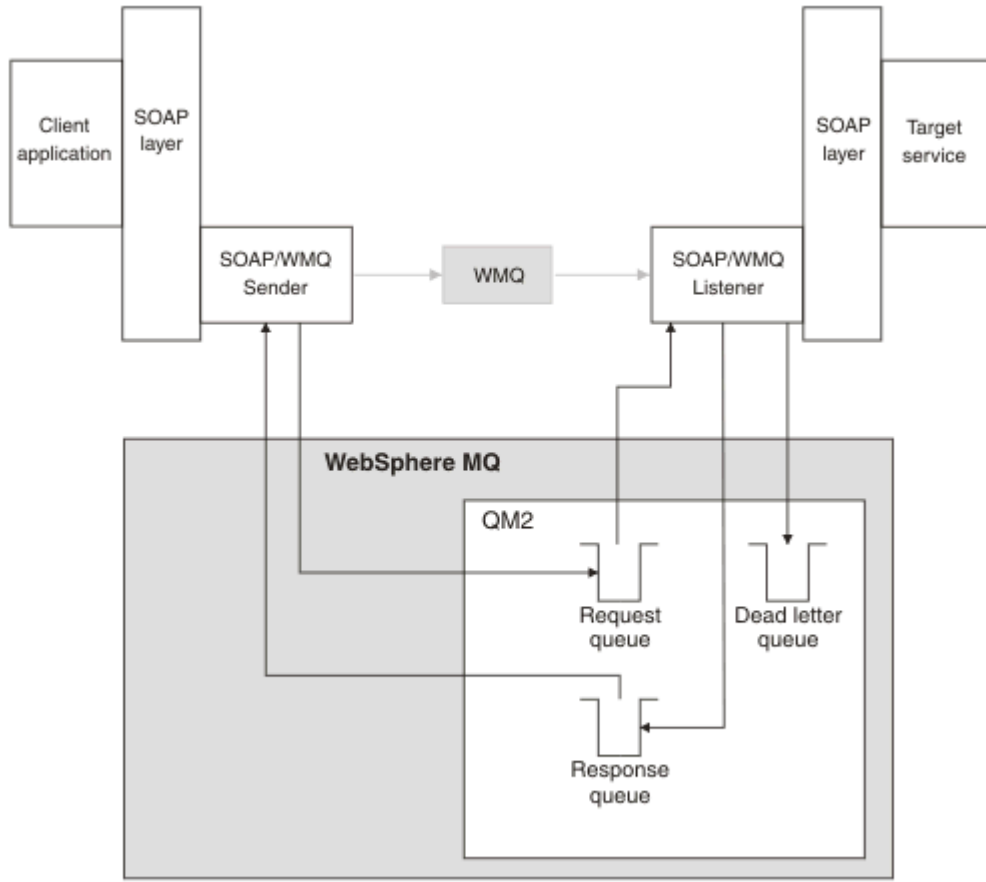 Client
application
SOAP
layer
SOAP
layer
Target
service
SOAP/WMQ
Sender
WMQ
SOAP/WMQ
Listener
WebSphere MQ
QM2
Request
queue
Dead letter
queue
Response
queue